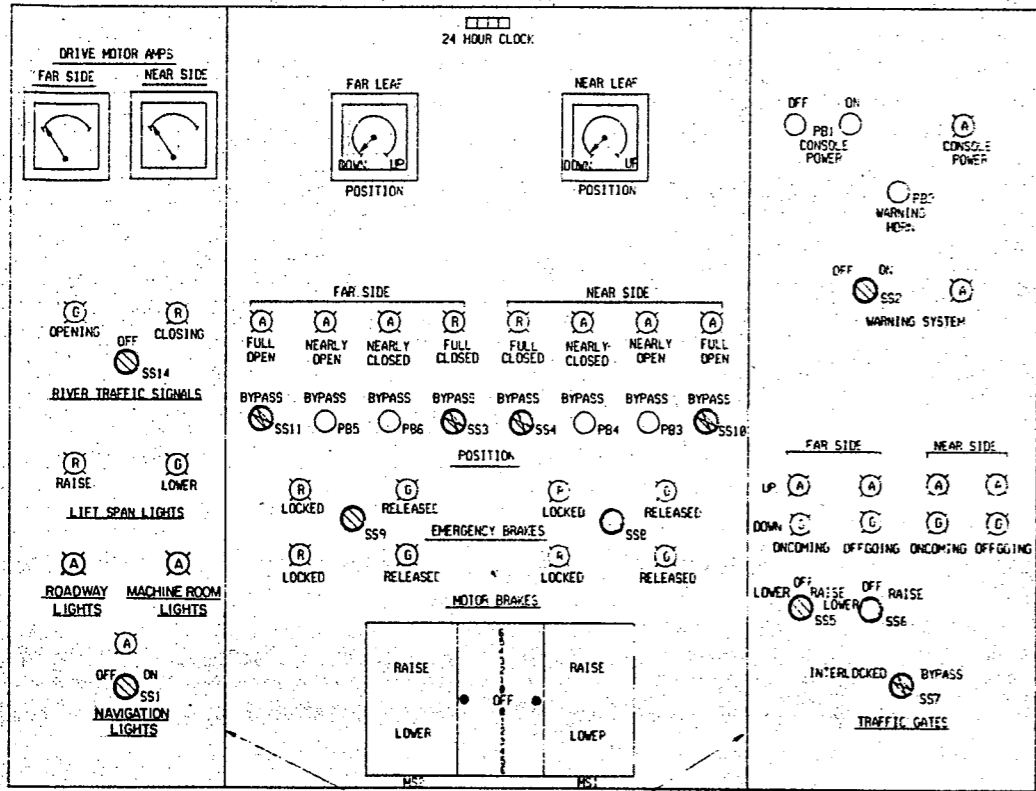 24 HOUR CLOCK
DRIVE MOTOR AMPS
FAR SIDE NEAR SIDE
FAR LEAF
DOWN UP
POSITION
NEAR LEAF
DOWN UP
POSITION
OFF ON
PB1
CONSOLE
POWER
A
CONSOLE
POWER
WARNING
HORN
OFF ON
SS2
A
WARNING SYSTEM
G R
OPENING CLOSING
OFF
SS14
RIVER TRAFFIC SIGNALS
R G
RAISE LOWER
LIFT SPAN LIGHTS
A A
ROADWAY
LIGHTS
MACHINE ROOM
LIGHTS
A
OFF ON
SS1
NAVIGATION
LIGHTS
FAR SIDE NEAR SIDE
A A A R R A A A
FULL OPEN
NEARLY OPEN
NEARLY CLOSED
FULL CLOSED
FULL CLOSED
NEARLY CLOSED
NEARLY OPEN
FULL OPEN
BYPASS BYPASS BYPASS BYPASS BYPASS BYPASS BYPASS BYPASS
SS11 PB5 PB6 SS3 SS4 PB4 PB3 SS10
POSITION
R G
LOCKED RELEASED LOCKED RELEASED
SS9 SS8
EMERGENCY BRAKES
R G R G
LOCKED RELEASED LOCKED RELEASED
MOTOR BRAKES
RAISE RAISE
OFF
LOWER LOWER
MS2 MS1
FAR SIDE NEAR SIDE
UP A A A A
DOWN G G G G
ONCOMING OFFGOING ONCOMING OFFGOING
OFF
LOWER RAISE
SS5
OFF
LOWER RAISE
SS6
INTERLOCKED BYPASS
SS7
TRAFFIC GATES